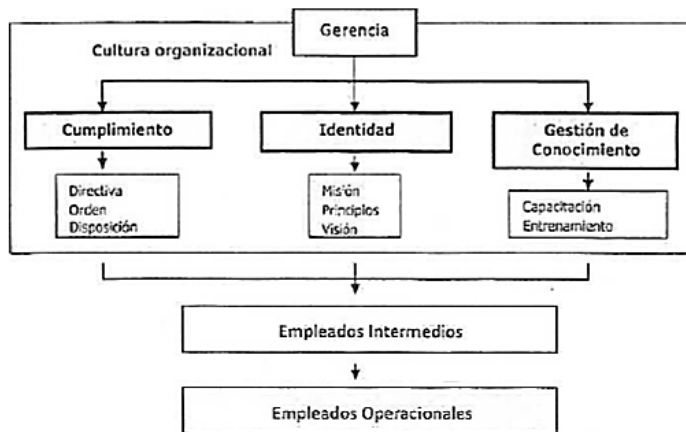 Gerencia
Cultura organizacional
Cumplimiento
Identidad
Gestión de
Conocimiento
Directiva
Orden
Disposición
Misión
Principios
Visión
Capacitación
Entrenamiento
Empleados Intermedios
Empleados Operacionales